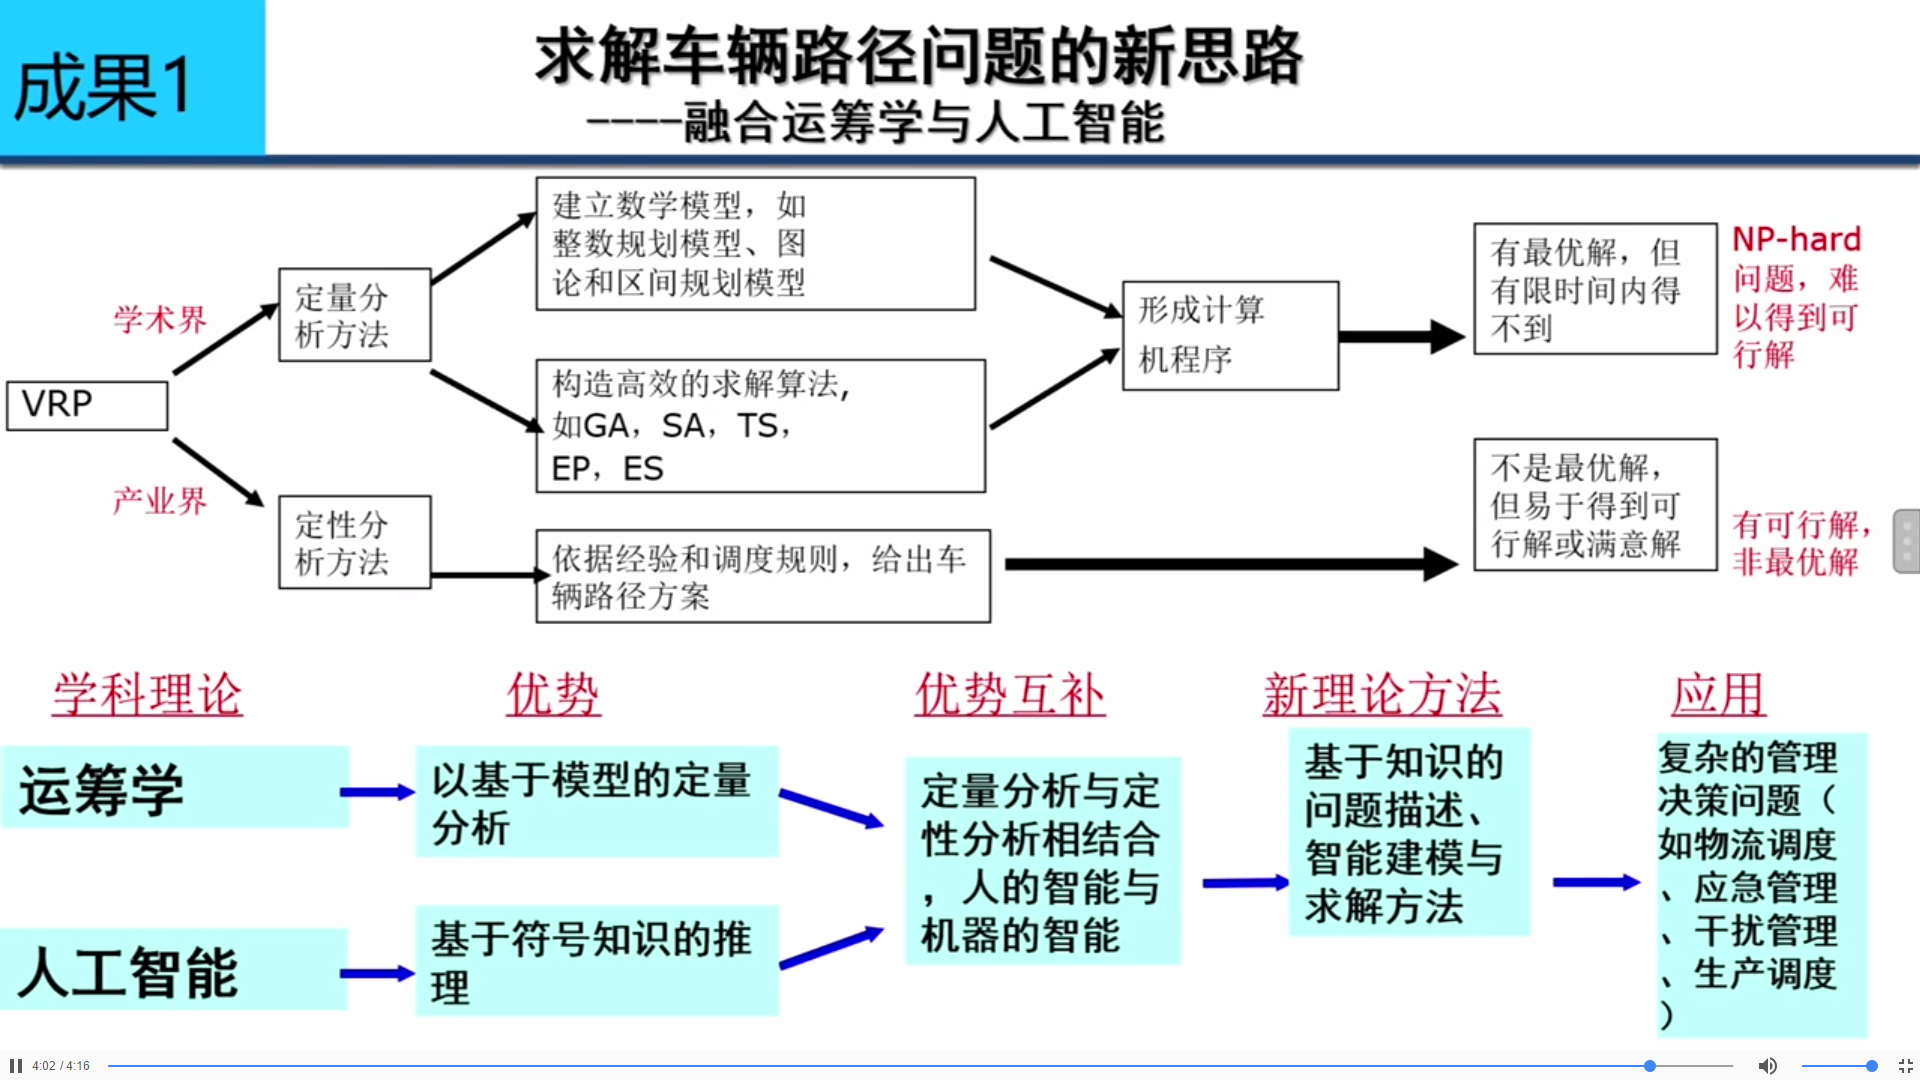 成果1
求解车辆路径问题的新思路
----融合运筹学与人工智能
建立数学模型，如
整数规划模型、图
论和区间规划模型
学术界
定量分
析方法
形成计算
机程序
有最优解，但
有限时间内得
不到
NP-hard
问题，难
以得到可
行解
VRP
构造高效的求解算法，
如GA，SA，TS，
EP，ES
产业界
定性分
析方法
依据经验和调度规则，给出车
辆路径方案
不是最优解，
但易于得到可
行解或满意解
有可行解，
非最优解
学科理论
优势
优势互补
新理论方法
应用
运筹学
以基于模型的定量
分析
人工智能
基于符号知识的推
理
定量分析与定
性分析相结合
，人的智能与
机器的智能
基于知识的
问题描述、
智能建模与
求解方法
复杂的管理
决策问题（
如物流调度
、应急管理
、干扰管理
、生产调度
）
4:02 / 4:16